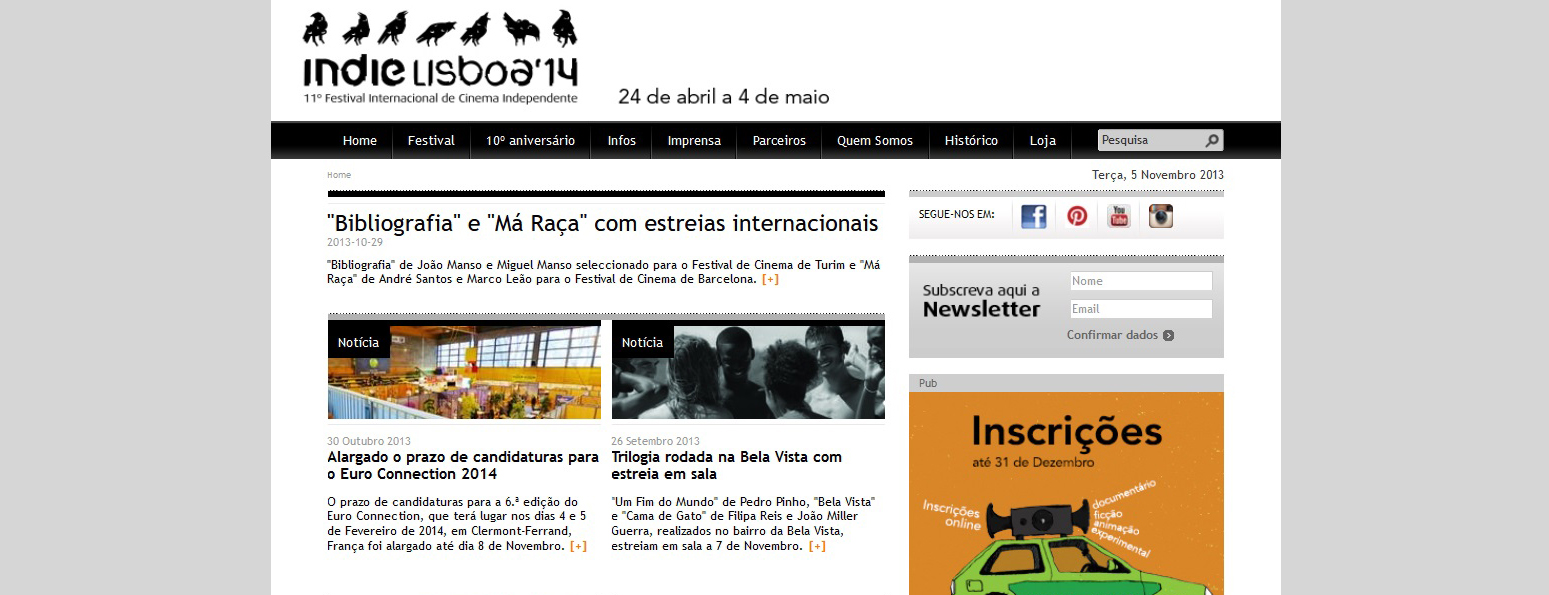 indie LISBOA'14
11º Festival Internacional de Cinema Independente
24 de abril a 4 de maio
Home
Festival
10º aniversário
Infos
Imprensa
Parceiros
Quem Somos
Histórico
Loja
Pesquisa
Home
Terça, 5 Novembro 2013
"Bibliografia" e "Má Raça" com estreias internacionais
2013-10-29
"Bibliografia" de João Manso e Miguel Manso seleccionado para o Festival de Cinema de Turim e "Má
Raça" de André Santos e Marco Leão para o Festival de Cinema de Barcelona. [+]
SEGUE-NOS EM:
You
Tube
Subscreva aqui a
Newsletter
Nome
Email
Confirmar dados
Notícia
30 Outubro 2013
Alargado o prazo de candidaturas para
o Euro Connection 2014
O prazo de candidaturas para a 6.ª edição do
Euro Connection, que terá lugar nos dias 4 e 5
de Fevereiro de 2014, em Clermont-Ferrand,
França foi alargado até dia 8 de Novembro. [+]
Notícia
26 Setembro 2013
Trilogia rodada na Bela Vista com
estreia em sala
"Um Fim do Mundo" de Pedro Pinho, "Bela Vista"
e "Cama de Gato" de Filipa Reis e João Miller
Guerra, realizados no bairro da Bela Vista,
estreiam em sala a 7 de Novembro. [+]
Pub
Inscrições
até 31 de Dezembro
Inscrições
online
documentário
ficção
animação
experimental